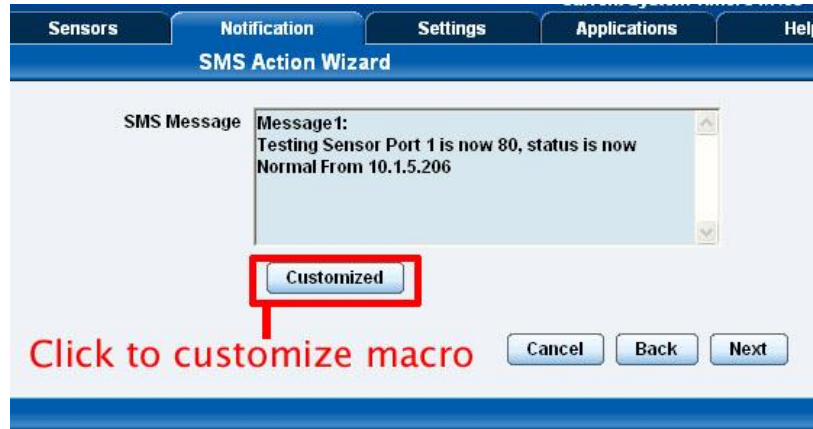 Sensors Notification Settings Applications
SMS Action Wizard
SMS Message
Message1:
Testing Sensor Port 1 is now 80, status is now
Normal From 10.1.5.206
Customized
Click to customize macro
Cancel Back Next